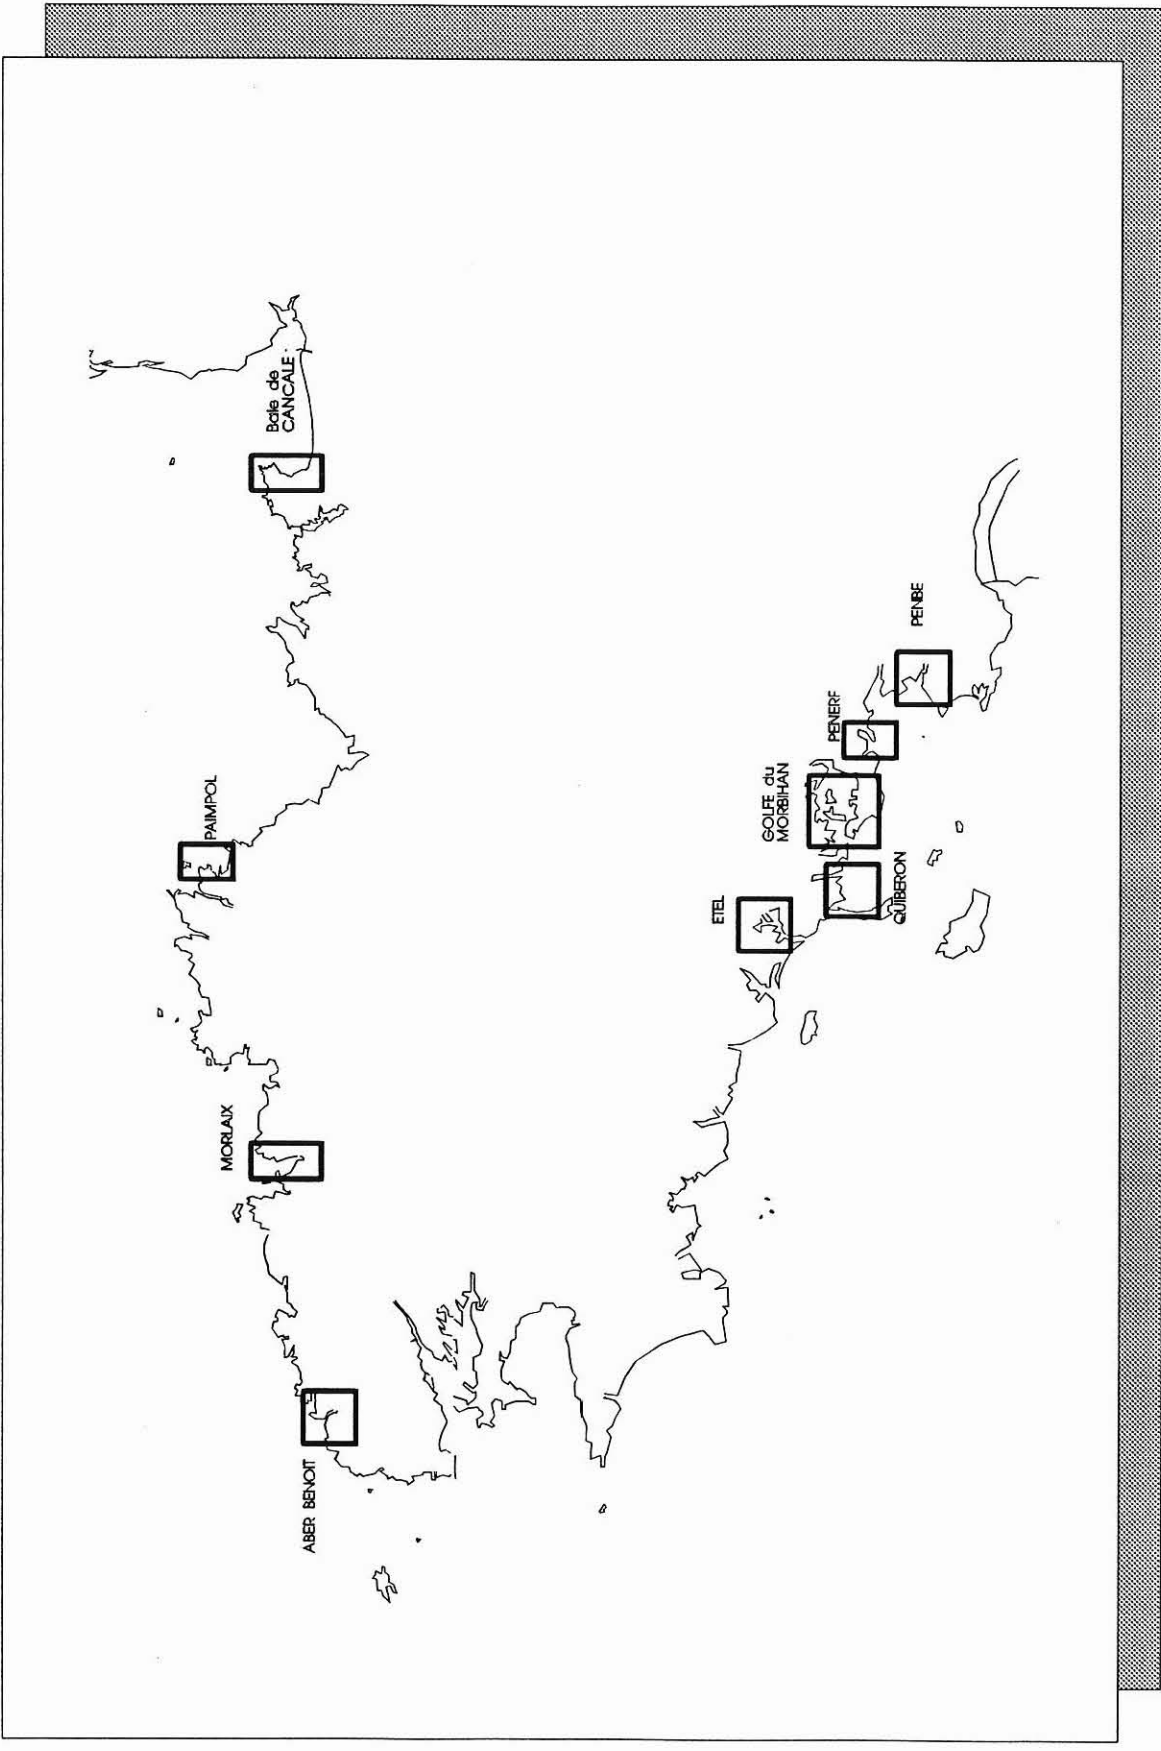 Baie de
CANCALE
PAIMPOL
MORLAIX
ABER BENOIT
ETEL
QUIBERON
GOLFE du
MORBIHAN
PENERF
PENBE